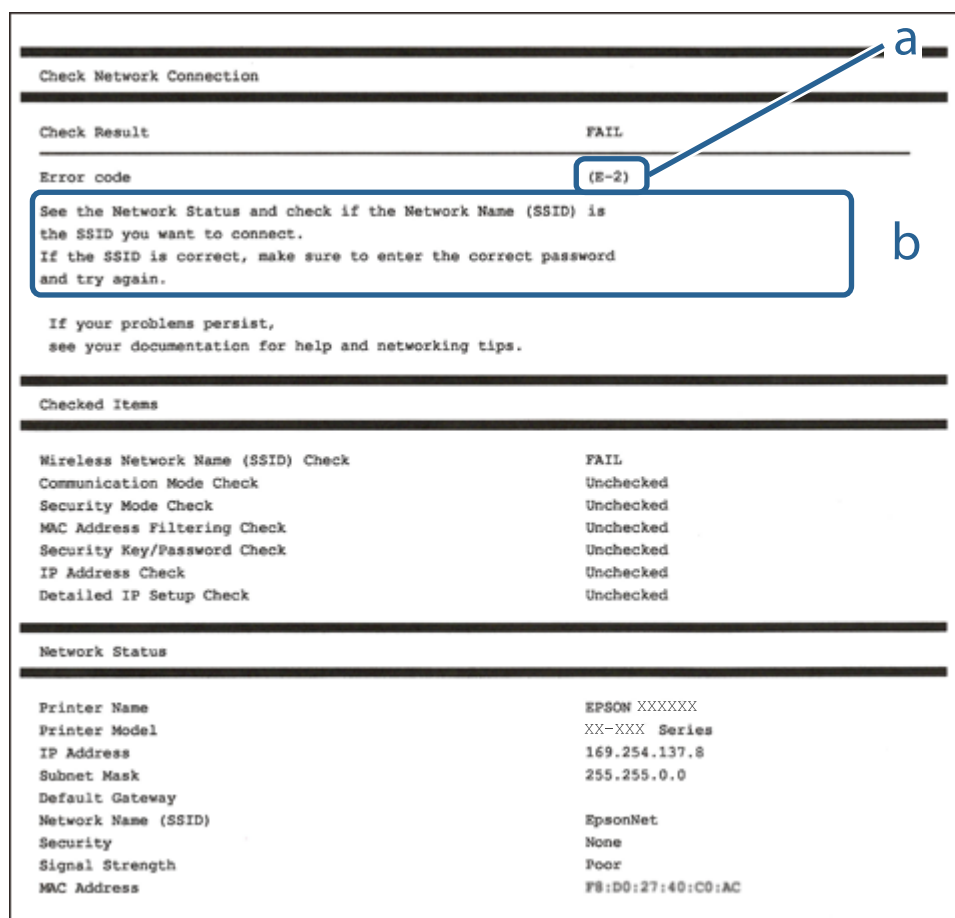 a
Check Network Connection
Check Result FAIL
Error code (E-2)
See the Network Status and check if the Network Name (SSID) is
the SSID you want to connect.
If the SSID is correct, make sure to enter the correct password
and try again.
b
If your problems persist,
see your documentation for help and networking tips.
Checked Items
Wireless Network Name (SSID) Check FAIL
Communication Mode Check Unchecked
Security Mode Check Unchecked
MAC Address Filtering Check Unchecked
Security Key/Password Check Unchecked
IP Address Check Unchecked
Detailed IP Setup Check Unchecked
Network Status
Printer Name EPSON XXXXXX
Printer Model XX-XXX Series
IP Address 169.254.137.8
Subnet Mask 255.255.0.0
Default Gateway
Network Name (SSID) EpsonNet
Security None
Signal Strength Poor
MAC Address F8:D0:27:40:C0:AC